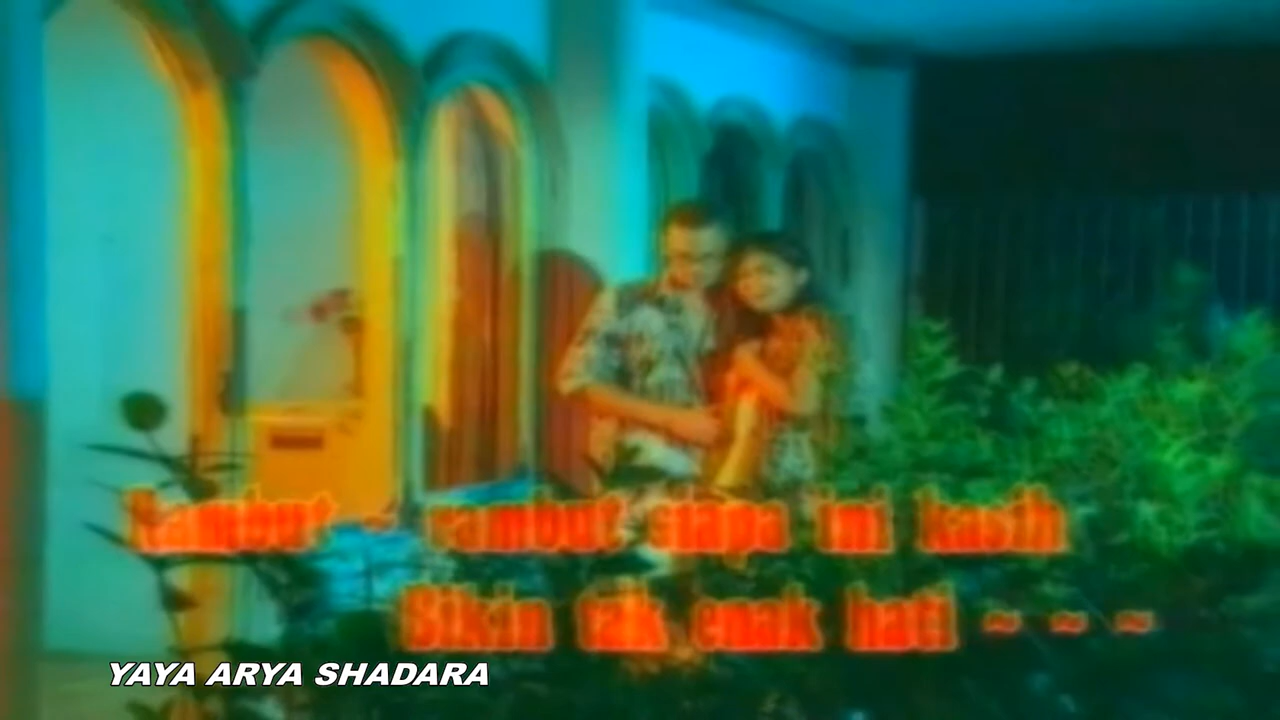 Rambut - rambut siapa ini kasih
Bikin tak enak hati ~ ~ ~
YAYA ARYA SHADARA